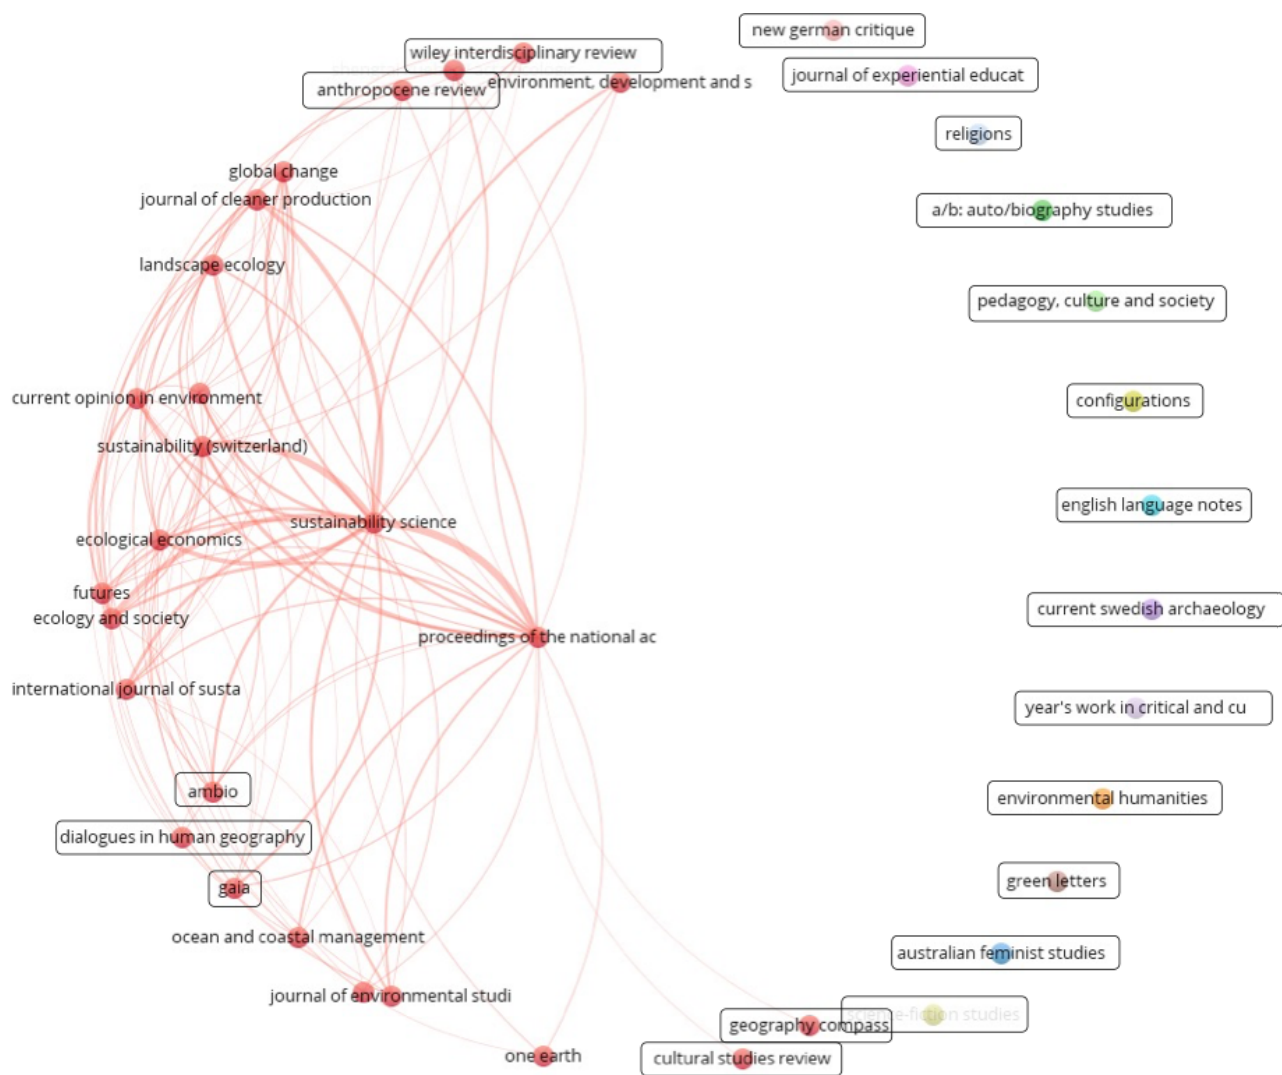 new german critique
wiley interdisciplinary review
journal of experiential educat
environment, development and s
anthropocene review
religions
global change
journal of cleaner production
a/b: auto/biography studies
landscape ecology
pedagogy, culture and society
current opinion in environment
configurations
sustainability (switzerland)
english language notes
sustainability science
ecological economics
futures
current swedish archaeology
ecology and society
proceedings of the national ac
international journal of susta
year's work in critical and cu
ambio
environmental humanities
dialogues in human geography
green letters
gaia
ocean and coastal management
australian feminist studies
journal of environmental studi
science-fiction studies
geography compass
one earth
cultural studies review